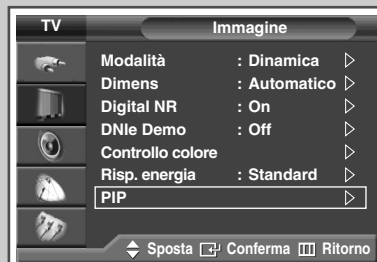 TV Immagine
Modalità : Dinamica
Dimens : Automatico
Digital NR : On
DNIe Demo : Off
Controllo colore
Risp. energia : Standard
PIP
Sposta Conferma Ritorno